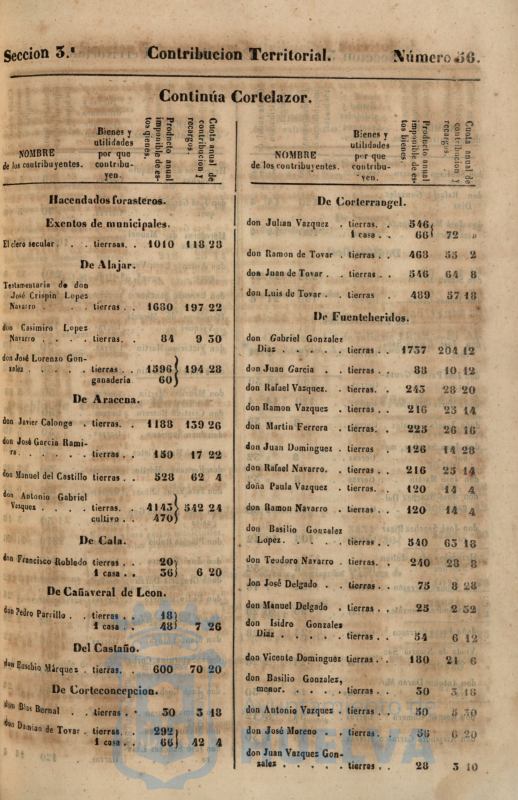 Seccion 3.ª Contribucion Territorial. Número 56.
Continúa Cortelazor.
NOMBRE de los contribuyentes. Bienes y utilidades por que contribuyen. Producto anual imponible de estos bienes. Cuota anual de contribucion y recargos.
Hacendados forasteros.
Exentos de municipales.
El clero secular . . . tierrsas. . 1010 118 28
De Alajar.
Testamentaría de don
José Crispin Lopez
Navarro . . . . tierras . . 1680 197 22
don Casimiro Lopez
Navarro . . . . . tierras. . 84 9 30
don José Lorenzo Gon-
zalez . . . . . tierras . . 1596 194 28
ganadería 60
De Aracena.
don Javier Calonge . . tierras. . 1188 139 26
don José Garcia Rami-
ra. . . . . . tierras . . 150 17 22
don Manuel del Castillo tierras . . 528 62 4
don Antonio Gabriel
Vazquez . . . . tierras. . 4143 542 24
cultivo . . 470
De Cala.
don Francisco Robledo tierras . . 20
1 casa . . 36 6 20
De Cañaveral de Leon.
don Pedro Parrillo . . tierras . . 18
1 casa . . 48 7 26
Del Castaño.
don Eusebio Márquez . tierras. . 600 70 20
De Corteconcepcion.
don Blas Bernal . . tierras . . 30 3 18
don Damian de Tovar . tierras. . 292
1 casa . . 66 42 4
NOMBRE de los contribuyentes. Bienes y utilidades por que contribuyen. Producto anual imponible de estos bienes. Cuota anual de contribucion y recargos.
De Corterrangel.
don Julian Vazquez . tierras. . 546
1 casa . . 66 72 »
don Ramon de Tovar . tierras . . 468 55 2
don Juan de Tovar . . tierras . . 546 64 8
don Luis de Tovar . . tierras . 489 57 18
De Fuenteheridos.
don Gabriel Gonzalez
Diaz . . . . . tierras . . 1737 204 12
don Juan Garcia . . tierras . . 88 10 12
don Rafael Vazquez. . tierras. . 243 28 20
don Ramon Vazquez . tierras . . 216 25 14
don Martin Ferrera . tierras . . 225 26 16
don Juan Dominguez . tierras . . 126 14 28
don Rafael Navarro. . tierras . . 216 25 14
doña Paula Vazquez . tierras. . 120 14 4
don Ramon Navarro . . tierras . . 120 14 4
don Basilio Gonzalez
Lopez. . . . . tierras . . 540 63 18
don Teodoro Navarro . tierras. . 240 28 8
don José Delgado . . tierras . . 75 8 28
don Manuel Delgado . tierras . . 25 2 32
don Isidro Gonzalez
Diaz . . . . . tierras . . 54 6 12
don Vicente Dominguez tierras . . 180 21 6
don Basilio Gonzalez,
menor. . . . . tierras . . 30 3 18
don Antonio Vazquez . tierras . . 50 5 30
don José Moreno . . tierras . . 56 6 20
don Juan Vazquez Gon-
zalez . . . . . tierras . . 28 3 10
HUELVA